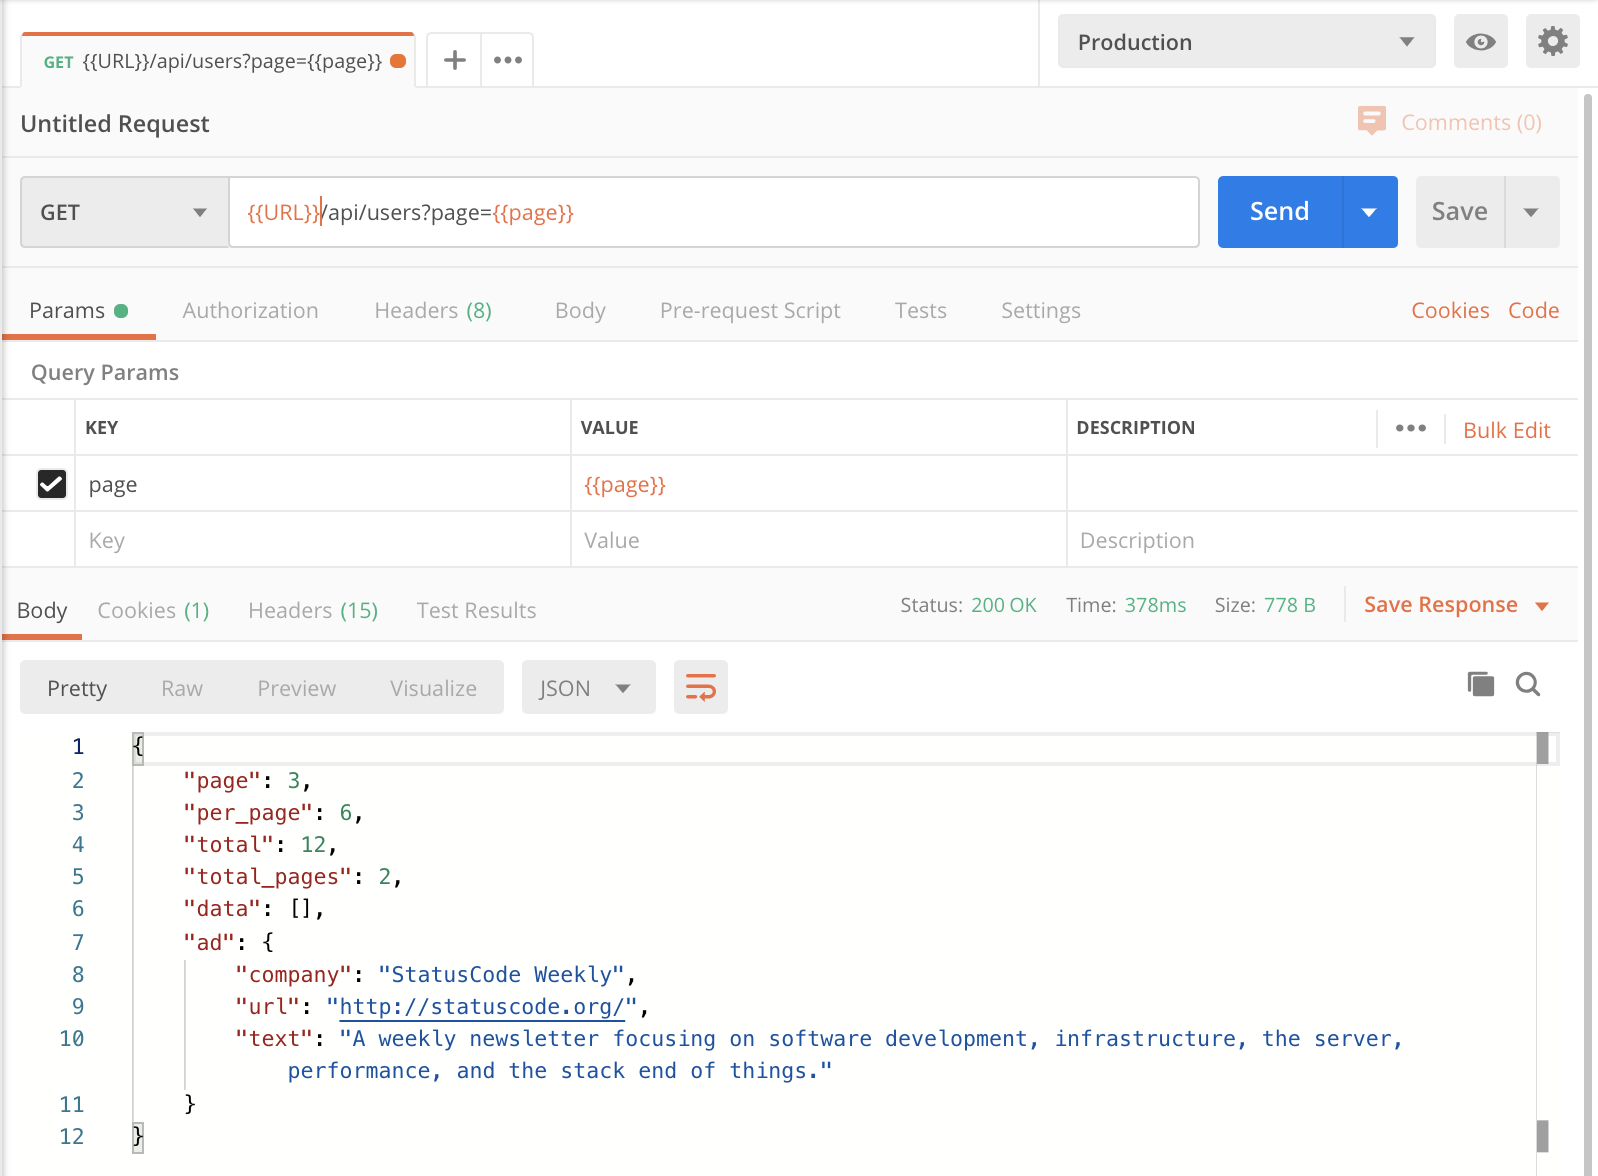 GET {{URL}}/api/users?page={{page}}
Production
Untitled Request
Comments (0)
GET {{URL}}/api/users?page={{page}} Send Save
Params Authorization Headers (8) Body Pre-request Script Tests Settings Cookies Code
Query Params
KEY VALUE DESCRIPTION Bulk Edit
page {{page}}
Key Value Description
Body Cookies (1) Headers (15) Test Results Status: 200 OK Time: 378ms Size: 778 B Save Response
Pretty Raw Preview Visualize JSON
1 {
2 "page": 3,
3 "per_page": 6,
4 "total": 12,
5 "total_pages": 2,
6 "data": [],
7 "ad": {
8 "company": "StatusCode Weekly",
9 "url": "http://statuscode.org/",
10 "text": "A weekly newsletter focusing on software development, infrastructure, the server,
performance, and the stack end of things."
11 }
12 }